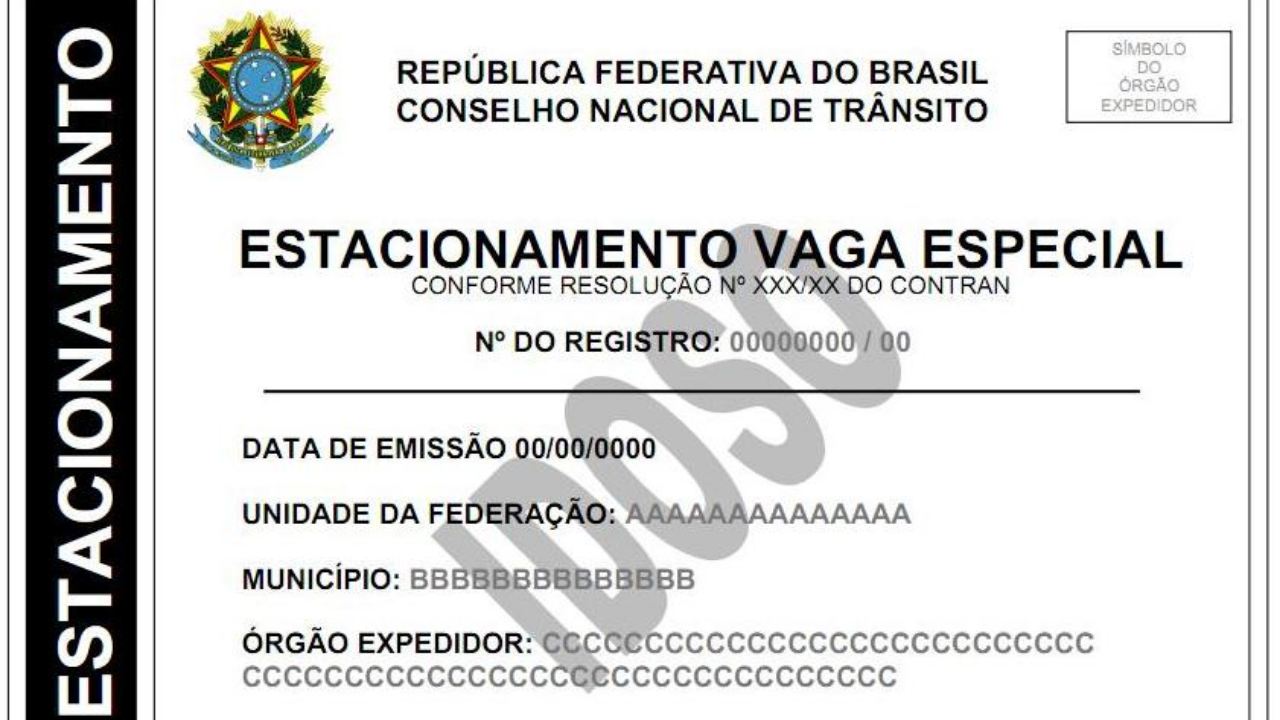 ESTACIONAMENTO
REPÚBLICA FEDERATIVA DO BRASIL
CONSELHO NACIONAL DE TRÂNSITO
SÍMBOLO
DO
ÓRGÃO
EXPEDIDOR
ESTACIONAMENTO VAGA ESPECIAL
CONFORME RESOLUÇÃO Nº XXX/XX DO CONTRAN
Nº DO REGISTRO: 00000000 / 00
IDOSO
DATA DE EMISSÃO 00/00/0000
UNIDADE DA FEDERAÇÃO: AAAAAAAAAAAAAA
MUNICÍPIO: BBBBBBBBBBBBBB
ÓRGÃO EXPEDIDOR: CCCCCCCCCCCCCCCCCCCCCCCCCCC
CCCCCCCCCCCCCCCCCCCCCCCCCCCCCCCC